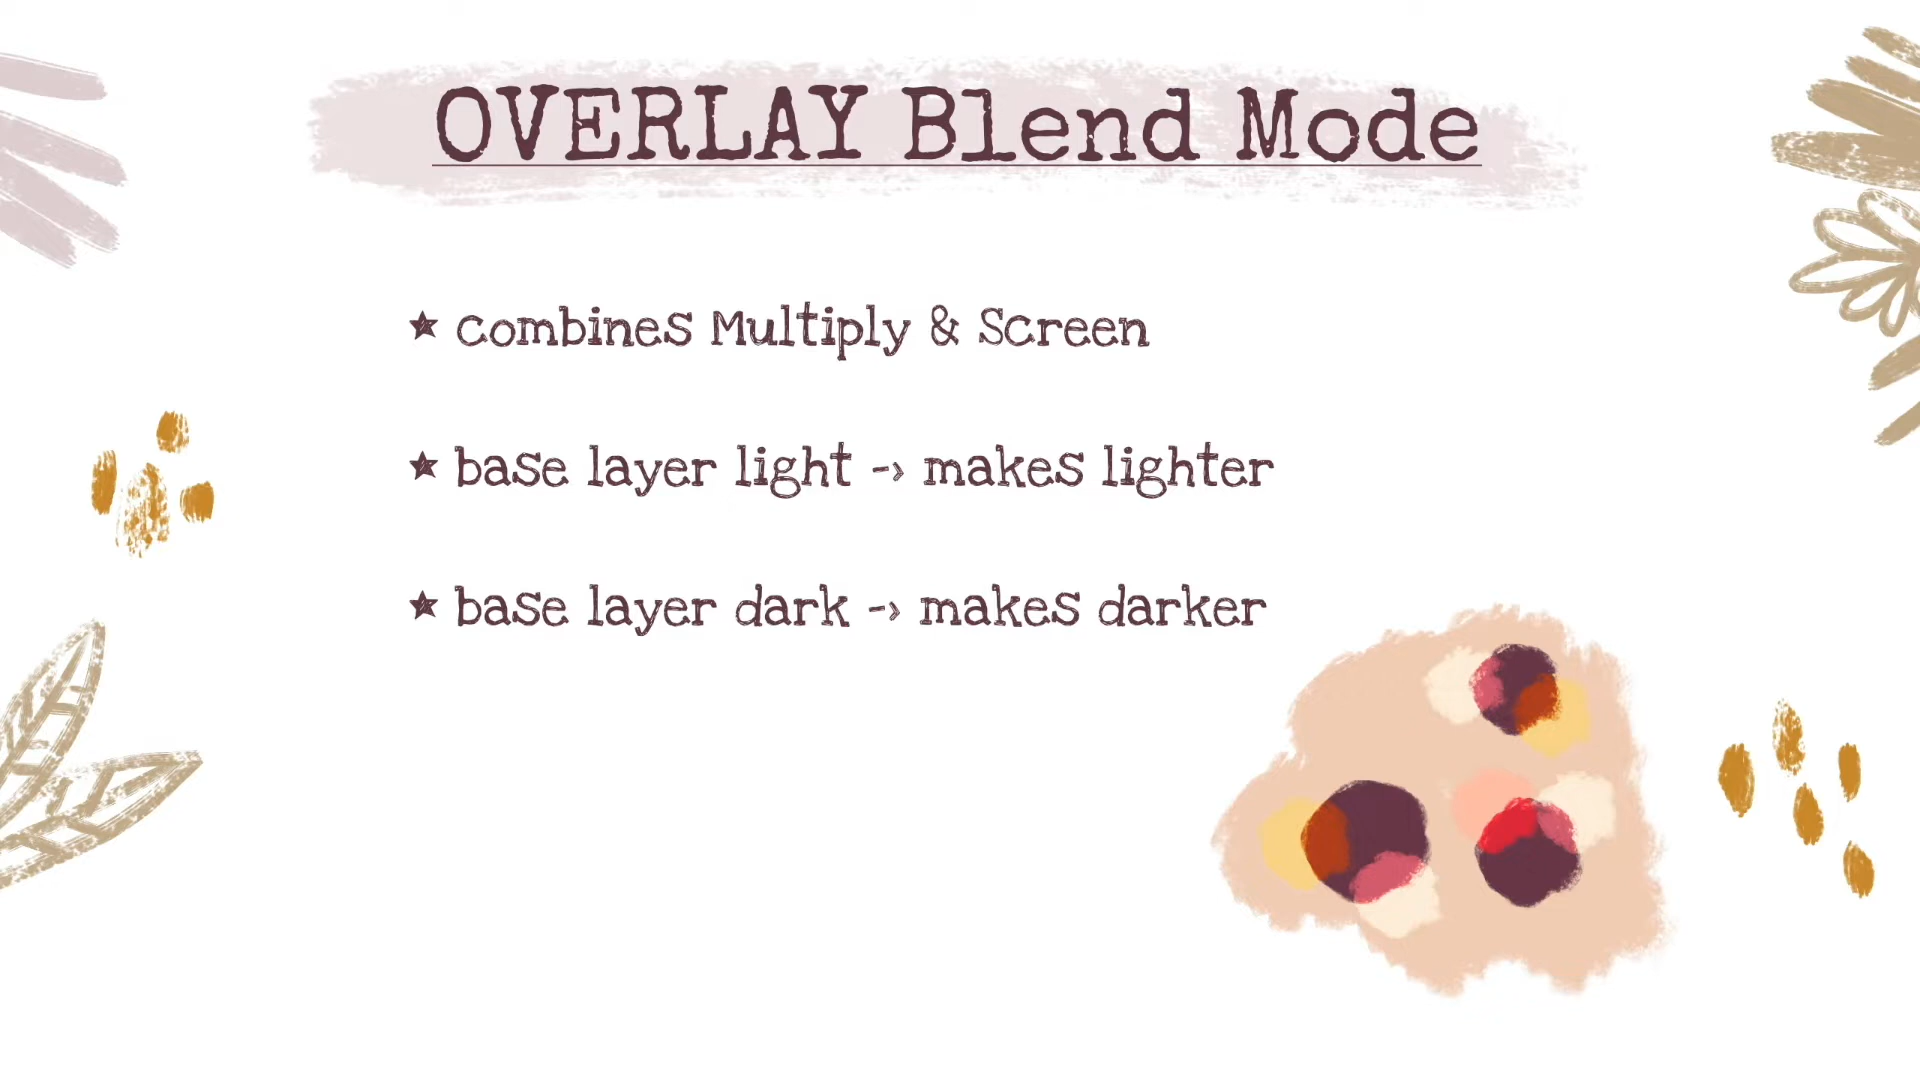 OVERLAY Blend Mode
★ combines Multiply & Screen
★ base layer light -> makes lighter
★ base layer dark -> makes darker